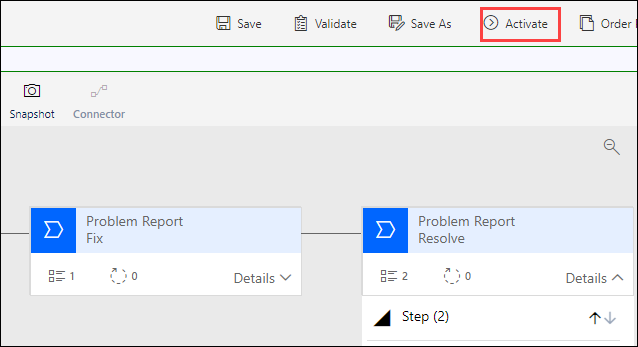 Save Validate Save As Activate Order
Snapshot Connector
Problem Report
Fix
Problem Report
Resolve
1 0 Details
2 0 Details
Step (2)